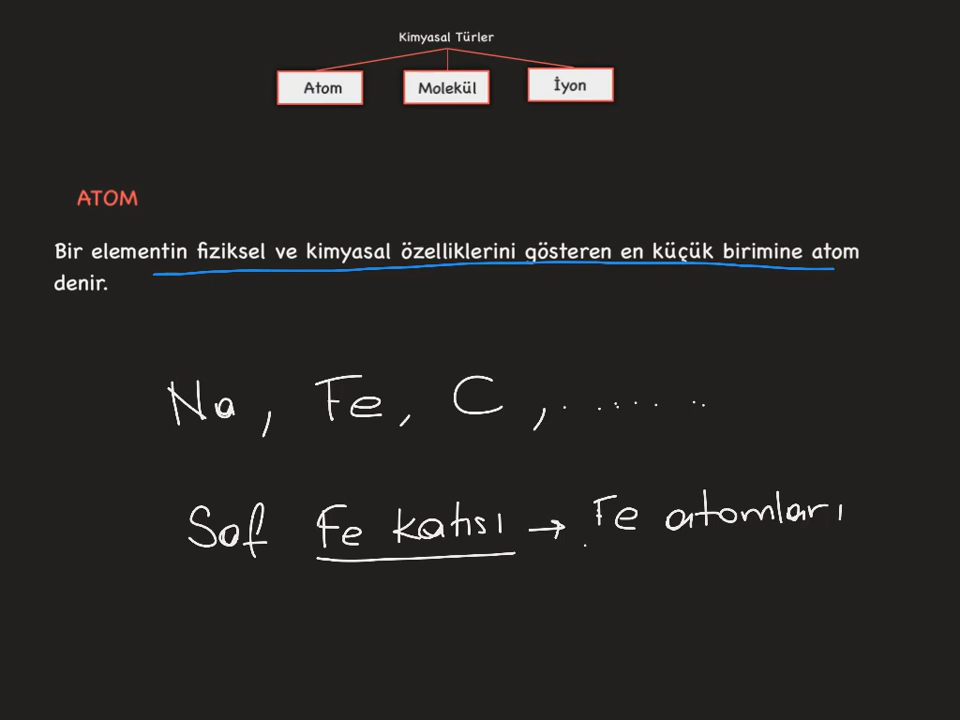 Kimyasal Türler
Atom Molekül İyon
ATOM
Bir elementin fiziksel ve kimyasal özelliklerini gösteren en küçük birimine atom
denir.
Na, Fe, C, ........
Saf Fe katısı → Fe atomları